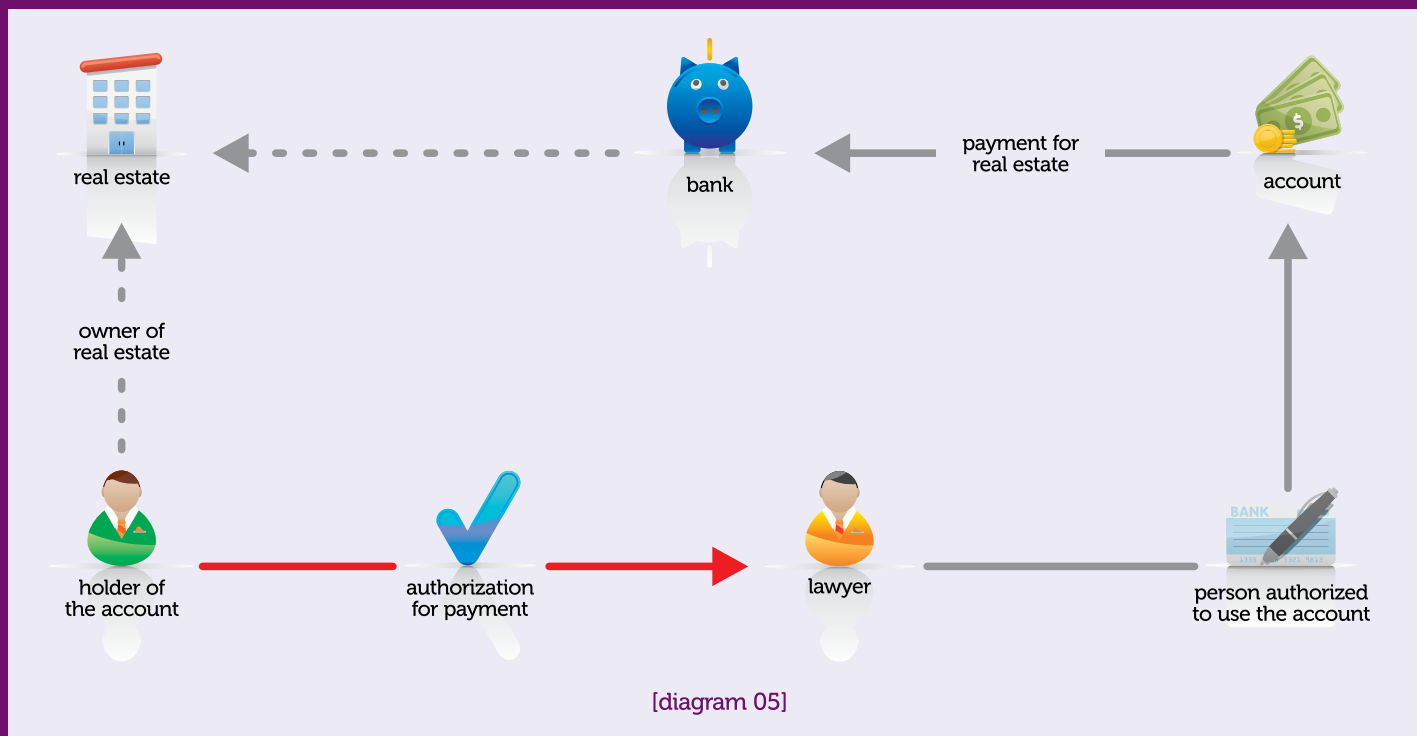 payment for
real estate
real estate
bank
account
owner of
real estate
BANK
holder of
the account
authorization
for payment
lawyer
person authorized
to use the account
[diagram 05]